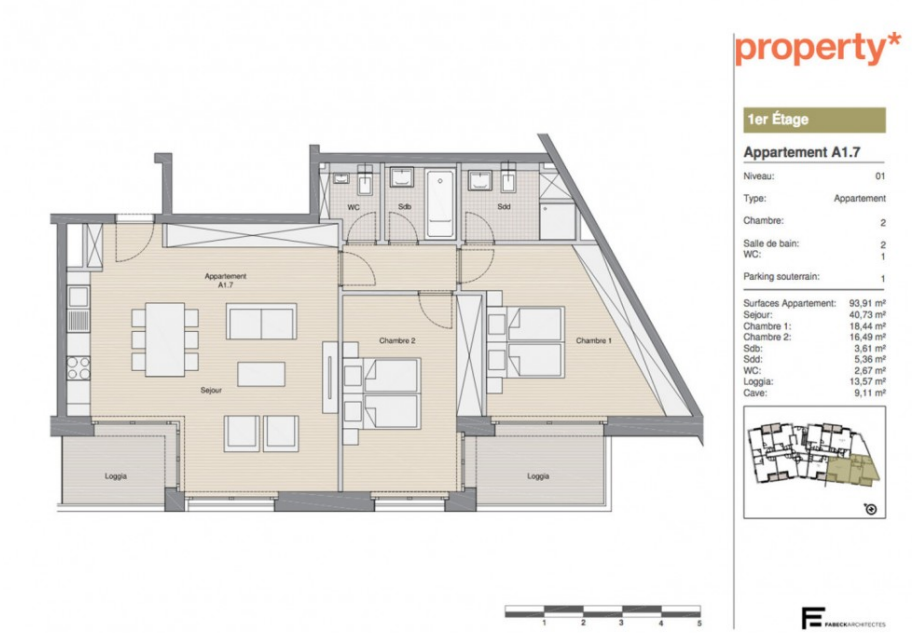 property*
1er Étage
Appartement A1.7
Niveau: 01
Type: Appartement
Chambre: 2
Salle de bain: 2
WC: 1
Parking souterrain: 1
Surfaces Appartement: 93,91 m²
Sejour: 40,73 m²
Chambre 1: 18,44 m²
Chambre 2: 16,49 m²
Sdb: 3,61 m²
Sdd: 5,36 m²
WC: 2,67 m²
Loggia: 13,57 m²
Cave: 9,11 m²
WC
Sdb
Sdd
Appartement
A1.7
Chambre 2
Chambre 1
Sejour
Loggia
Loggia
1 2 3 4 5
FABECKARCHITECTES